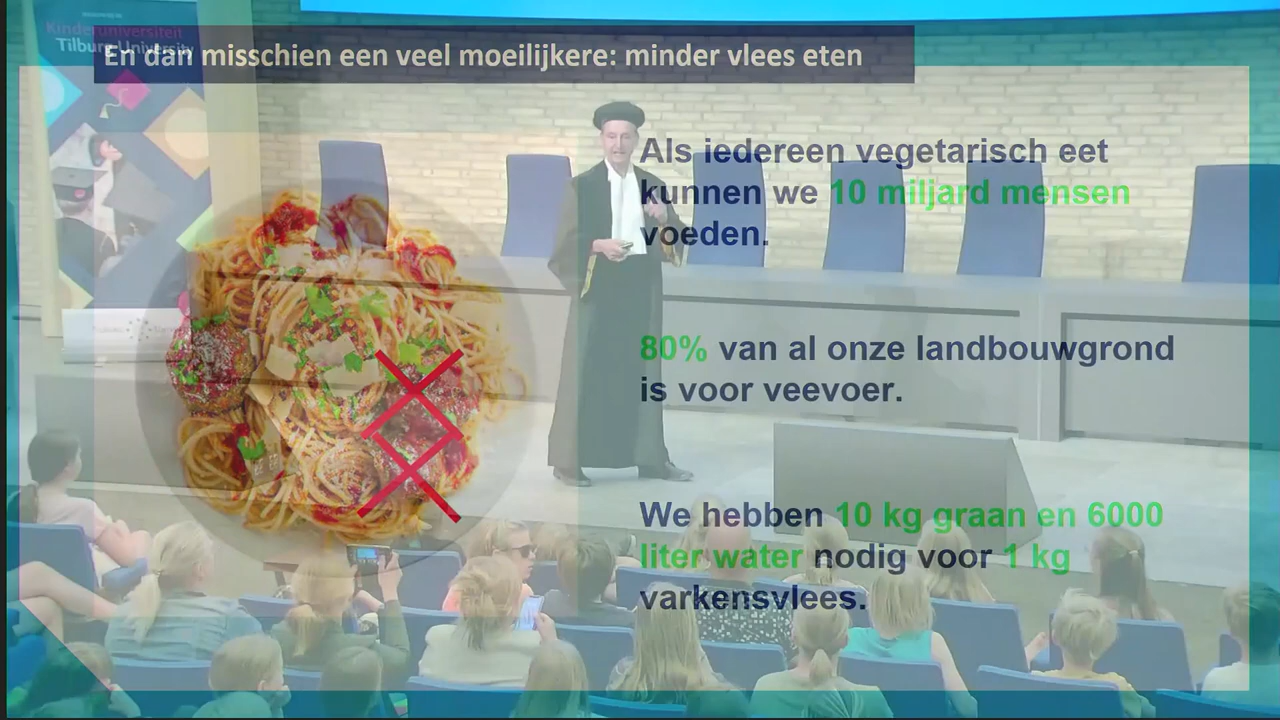 Kinderuniversiteit
Tilburg University
En dan misschien een veel moeilijkere: minder vlees eten
Als iedereen vegetarisch eet
kunnen we 10 miljard mensen
voeden.
80% van al onze landbouwgrond
is voor veevoer.
We hebben 10 kg graan en 6000
liter water nodig voor 1 kg
varkensvlees.